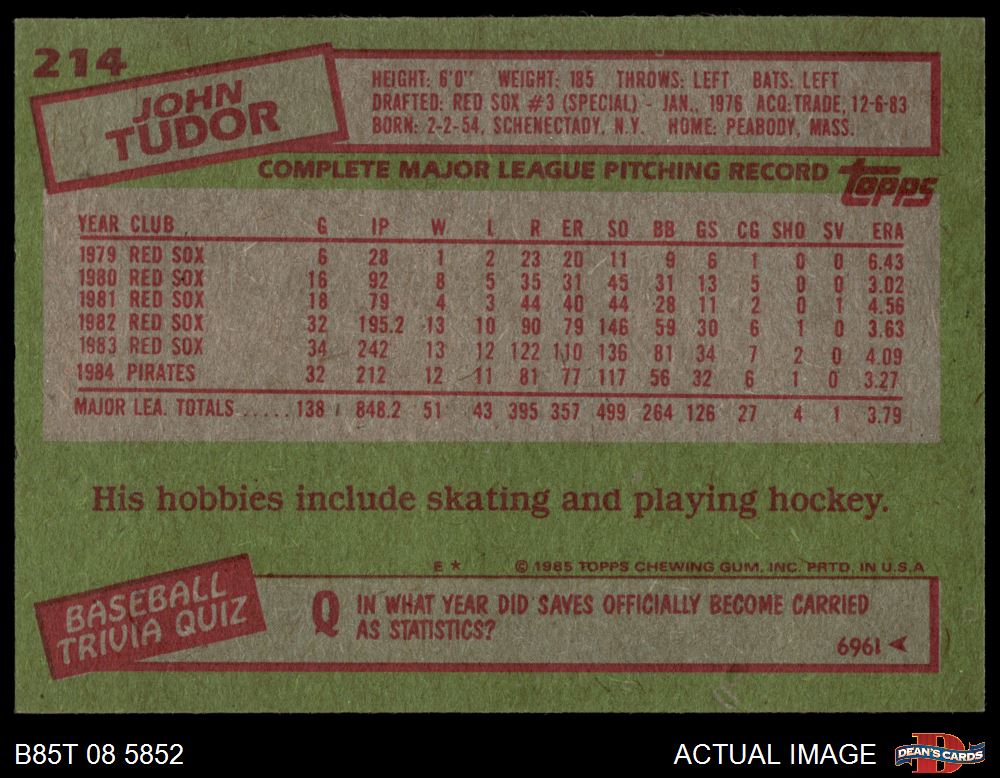 214
JOHN
TUDOR
HEIGHT: 6'0" WEIGHT: 185 THROWS: LEFT BATS: LEFT
DRAFTED: RED SOX #3 (SPECIAL) - JAN., 1976 ACQ:TRADE, 12-6-83
BORN: 2-2-54, SCHENECTADY, N.Y. HOME: PEABODY, MASS.
COMPLETE MAJOR LEAGUE PITCHING RECORD topps
YEAR CLUB G IP W L R ER SO BB GS CG SHO SV ERA
1979 RED SOX 6 28 1 2 23 20 11 9 6 1 0 0 6.43
1980 RED SOX 16 92 8 5 35 31 45 31 13 5 0 0 3.02
1981 RED SOX 18 79 4 3 44 40 44 28 11 2 0 1 4.56
1982 RED SOX 32 195.2 13 10 90 79 146 59 30 6 1 0 3.63
1983 RED SOX 34 242 13 12 122 110 136 81 34 7 2 0 4.09
1984 PIRATES 32 212 12 11 81 77 117 56 32 6 1 0 3.27
MAJOR LEA. TOTALS ..... 138 848.2 51 43 395 357 499 264 126 27 4 1 3.79
His hobbies include skating and playing hockey.
E * © 1985 TOPPS CHEWING GUM, INC. PRTD. IN U.S.A
BASEBALL
TRIVIA QUIZ
Q IN WHAT YEAR DID SAVES OFFICIALLY BECOME CARRIED
AS STATISTICS?
1969
B85T 08 5852
ACTUAL IMAGE
DEAN'S CARDS